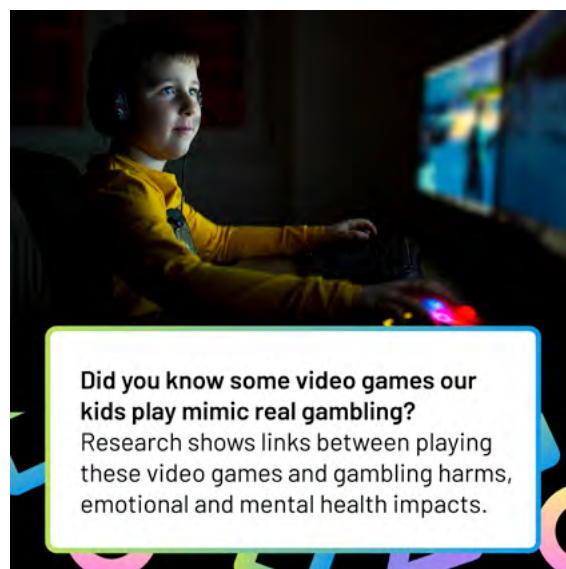 Did you know some video games our
kids play mimic real gambling?
Research shows links between playing
these video games and gambling harms,
emotional and mental health impacts.